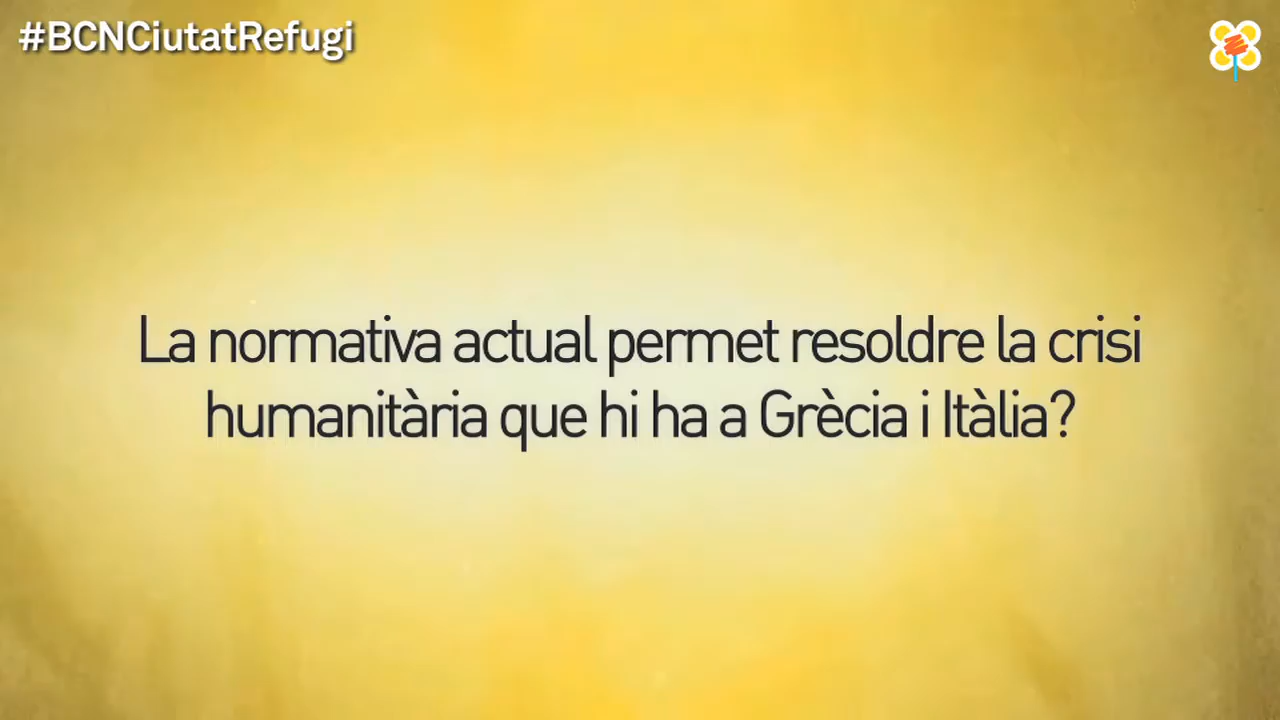 #BCNCiutatRefugi
La normativa actual permet resoldre la crisi
humanitària que hi ha a Grècia i Itàlia?